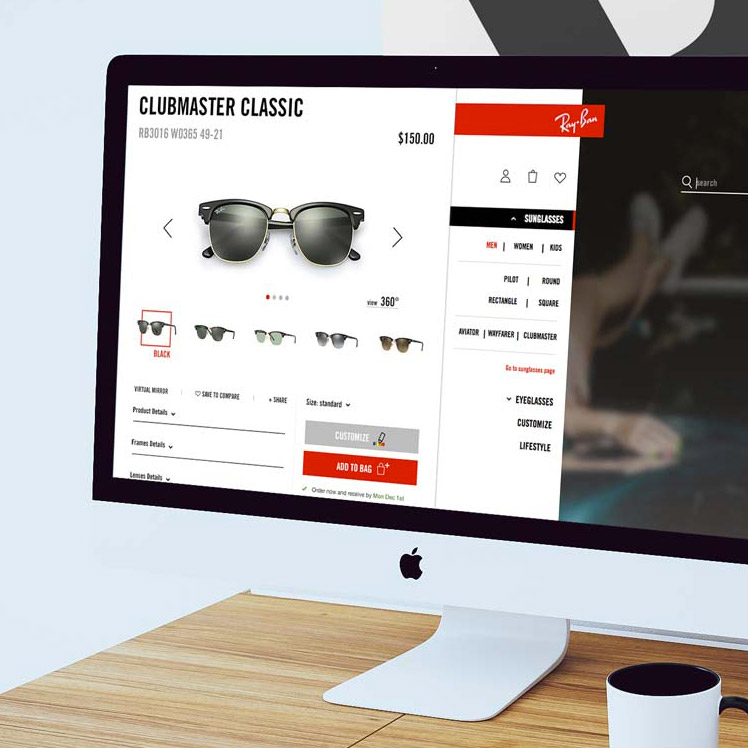 CLUBMASTER CLASSIC
RB3016 W0365 49-21
$150.00
Ray-Ban
view 360°
BLACK
VIRTUAL MIRROR
SAVE TO COMPARE
+ SHARE
Product Details
Frames Details
Lenses Details
Size: standard
CUSTOMIZE
ADD TO BAG
Order now and receive by Mon Dec 1st
Ray-Ban
SUNGLASSES
MEN | WOMEN | KIDS
PILOT | ROUND
RECTANGLE | SQUARE
AVIATOR | WAYFARER | CLUBMASTER
Go to sunglasses page
EYEGLASSES
CUSTOMIZE
LIFESTYLE
search